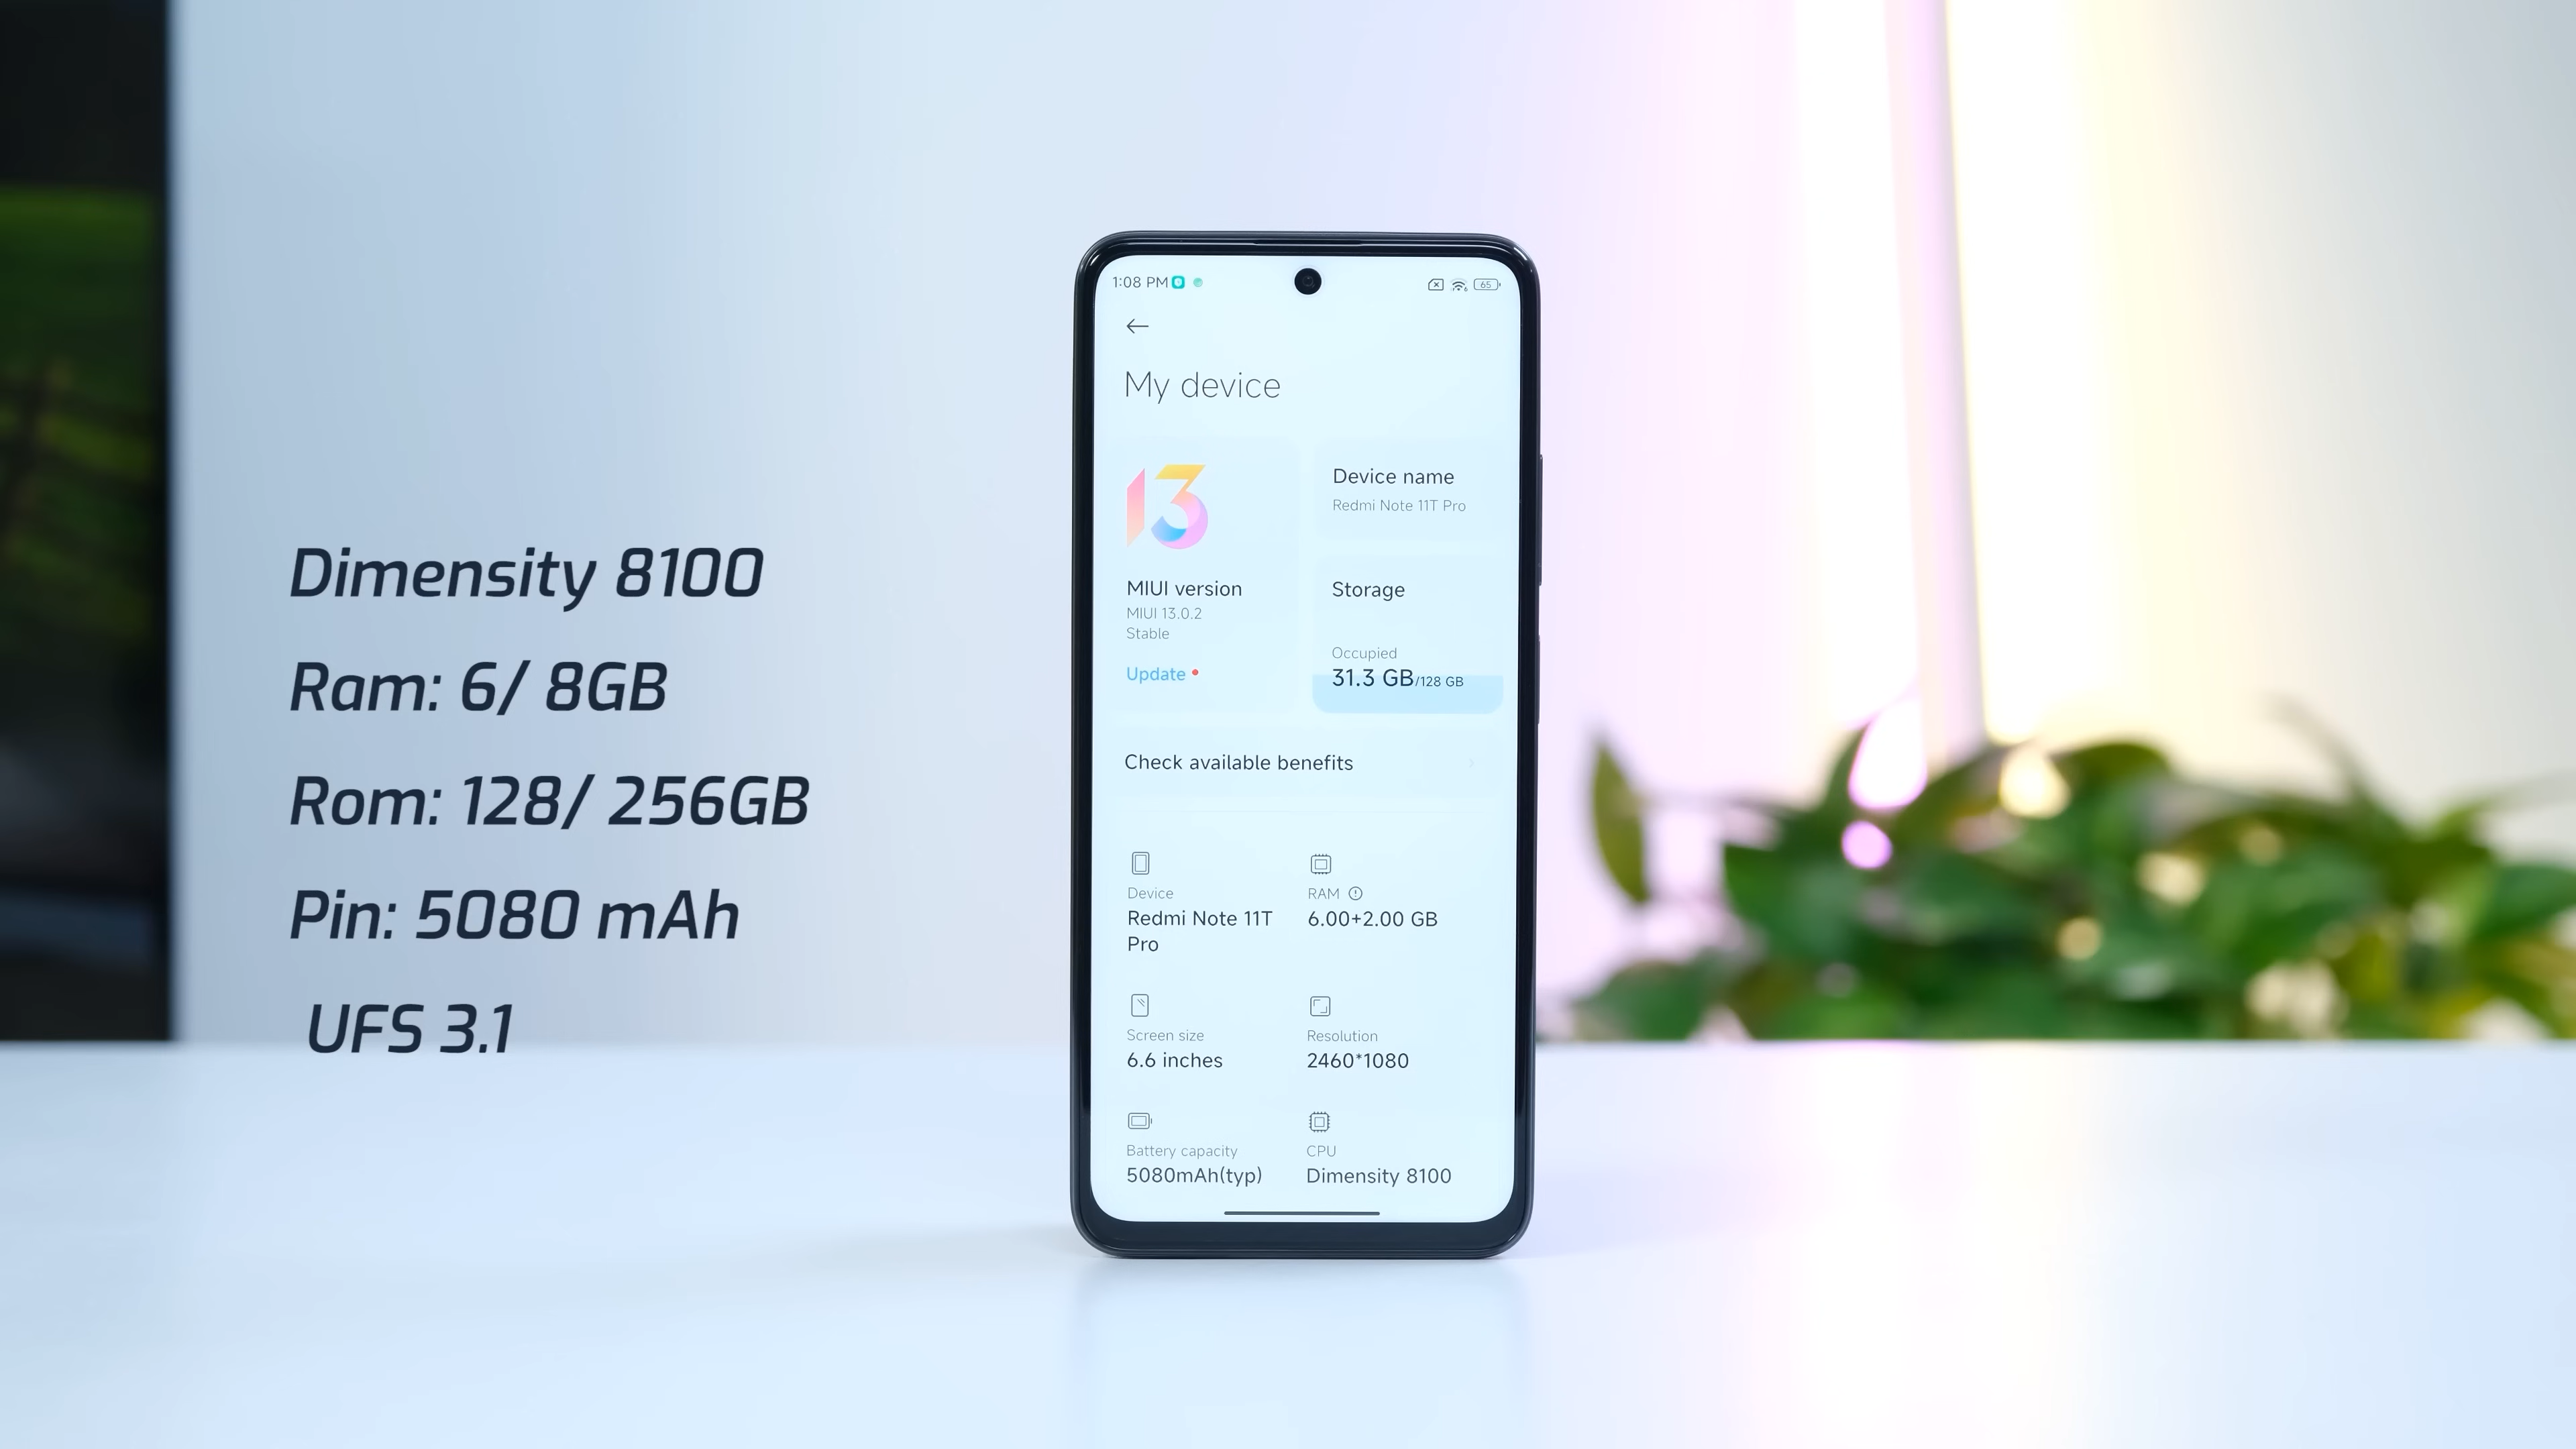 Dimensity 8100
Ram: 6/ 8GB
Rom: 128/ 256GB
Pin: 5080 mAh
UFS 3.1
1:08 PM
65
My device
13
MIUI version
MIUI 13.0.2
Stable
Update
Device name
Redmi Note 11T Pro
Storage
Occupied
31.3 GB/128 GB
Check available benefits
Device
Redmi Note 11T
Pro
RAM
6.00+2.00 GB
Screen size
6.6 inches
Resolution
2460*1080
Battery capacity
5080mAh(typ)
CPU
Dimensity 8100